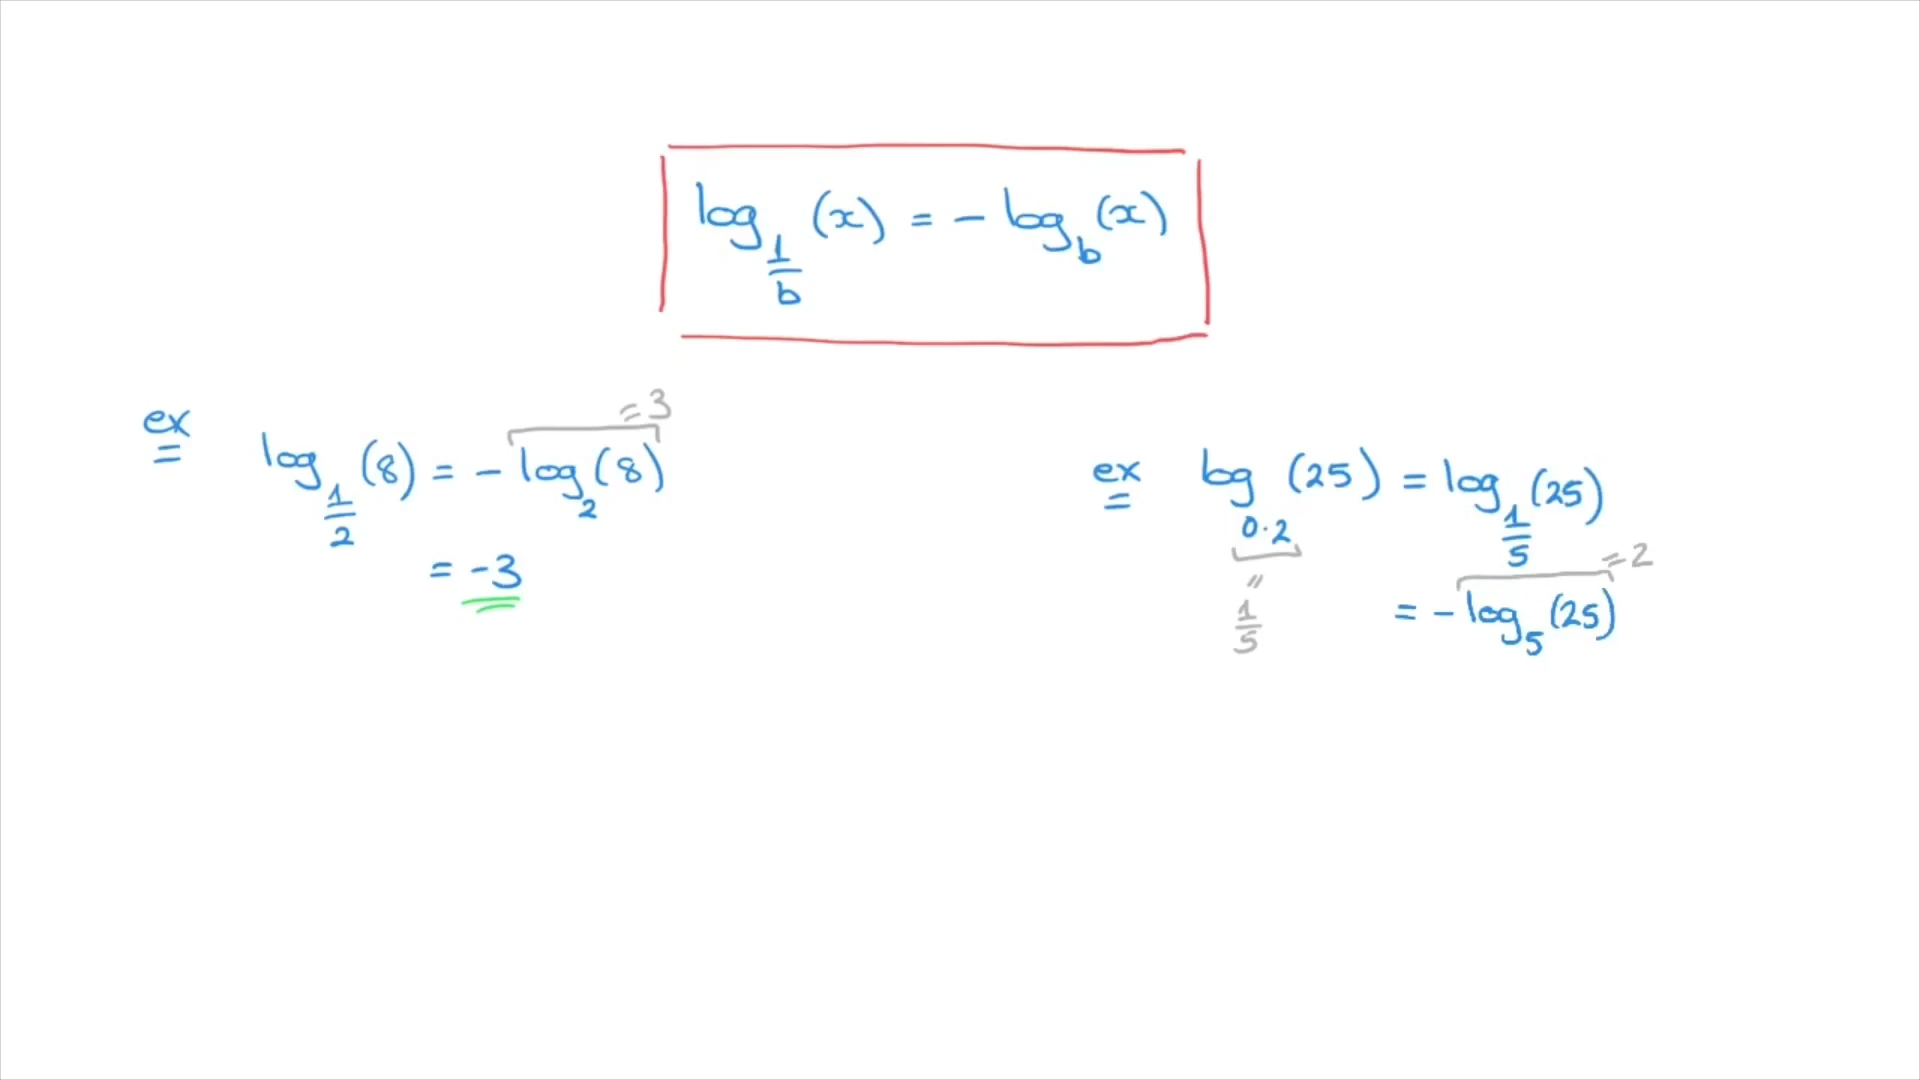 log_{1/b} (x) = - log_b (x)
= 3
ex log_{1/2} (8) = - log_2 (8)
= -3
ex log_{0.2} (25) = log_{1/5} (25)
= 1/5
= 2
= - log_5 (25)